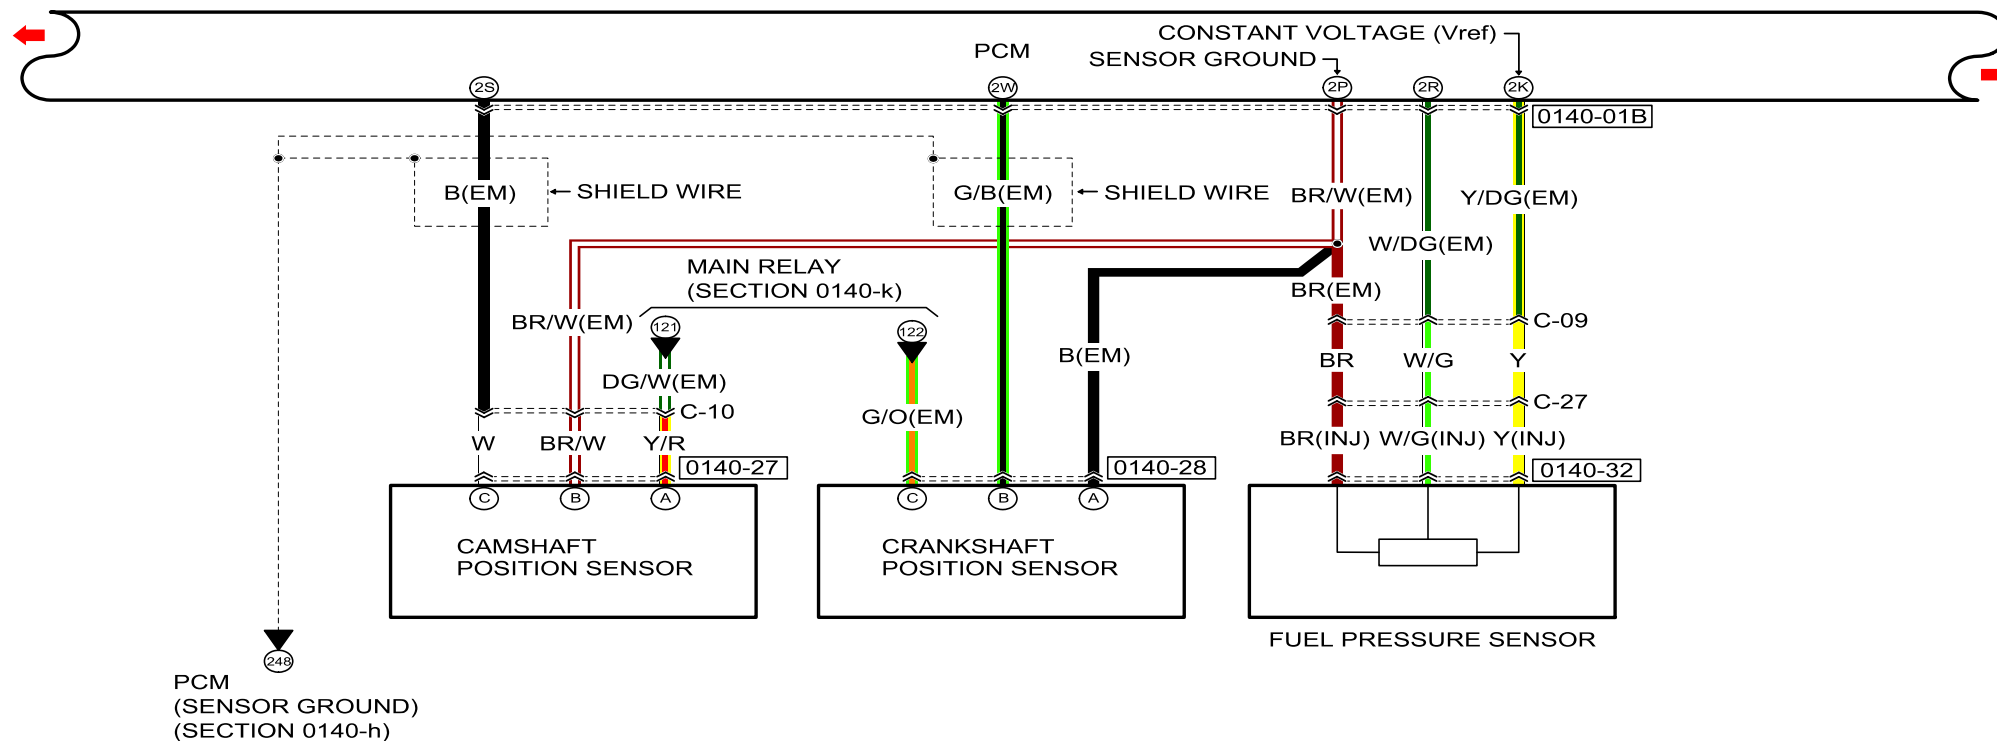 CONSTANT VOLTAGE (Vref)
PCM
SENSOR GROUND
2S
2W
2P
2R
2K
0140-01B
B(EM)
SHIELD WIRE
G/B(EM)
SHIELD WIRE
BR/W(EM)
Y/DG(EM)
W/DG(EM)
MAIN RELAY
(SECTION 0140-k)
BR(EM)
BR/W(EM)
121
122
C-09
B(EM)
BR
W/G
Y
DG/W(EM)
C-10
G/O(EM)
C-27
W
BR/W
Y/R
BR(INJ)
W/G(INJ)
Y(INJ)
0140-27
0140-28
0140-32
C
B
A
C
B
A
CAMSHAFT
POSITION SENSOR
CRANKSHAFT
POSITION SENSOR
FUEL PRESSURE SENSOR
248
PCM
(SENSOR GROUND)
(SECTION 0140-h)